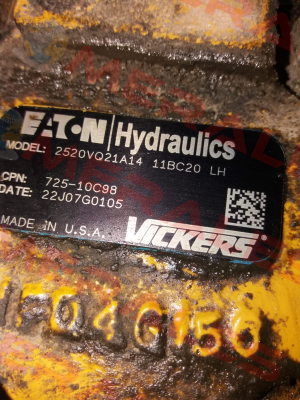 EATON Hydraulics
MODEL: 2520VQ21A14 11BC20 LH
CPN: 725-10C98
DATE: 22J07G0105
MADE IN U.S.A. VICKERS